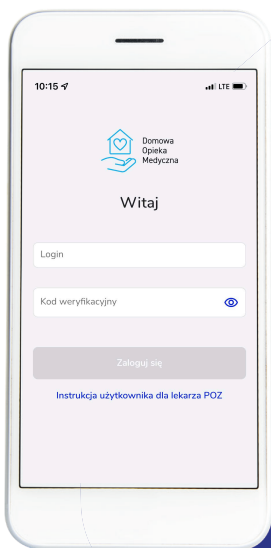 10:15
LTE
Domowa
Opieka
Medyczna
Witaj
Login
Kod weryfikacyjny
Zaloguj się
Instrukcja użytkownika dla lekarza POZ